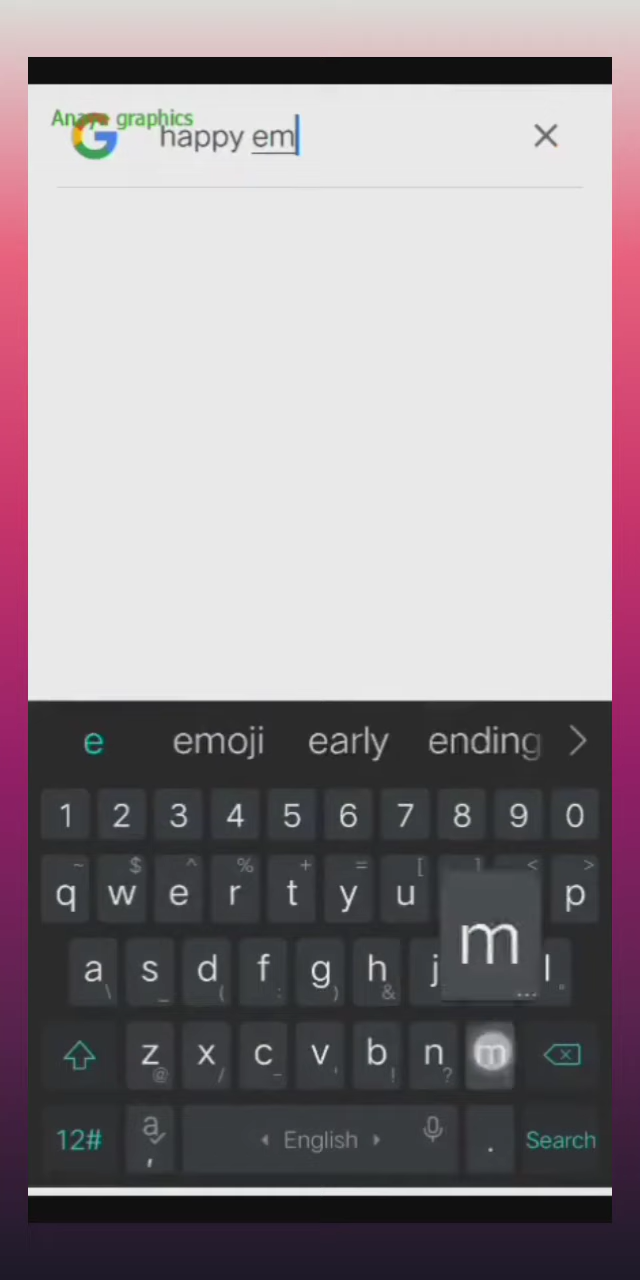 Anaya graphics
happy em
e emoji early ending
1 2 3 4 5 6 7 8 9 0
~ $ ^ % + = [ ] < >
q w e r t y u p
m
a s d f g h j l
\ _ ( : ) & ... "
z x c v b n m
@ / - ' ! ?
12# a , English . Search